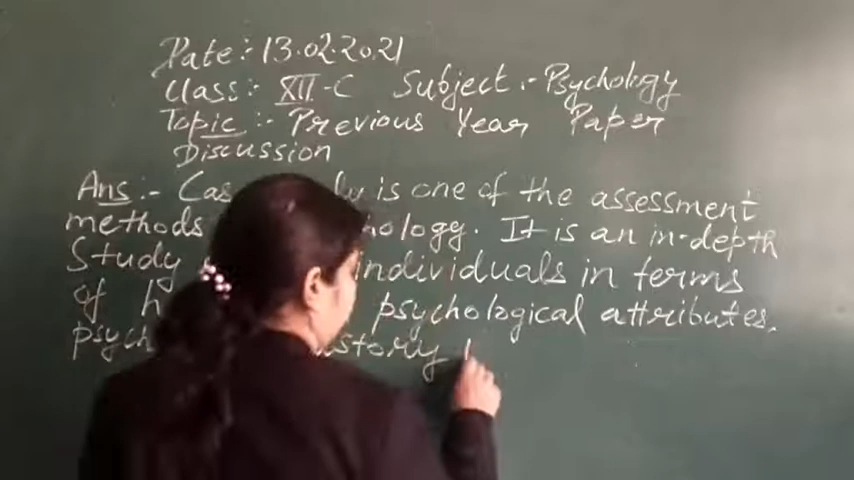 Date :- 13.02.2021
Class :- XII-C Subject :- Psychology
Topic :- Previous Year Paper
Discussion
Ans :- Cas is one of the assessment
methods ology. It is an in-depth
Study individuals in terms
of psychological attributes.
psych istory